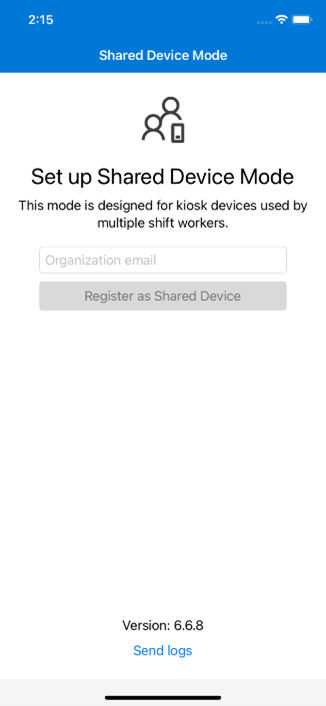 2:15
Shared Device Mode
Set up Shared Device Mode
This mode is designed for kiosk devices used by
multiple shift workers.
Organization email
Register as Shared Device
Version: 6.6.8
Send logs